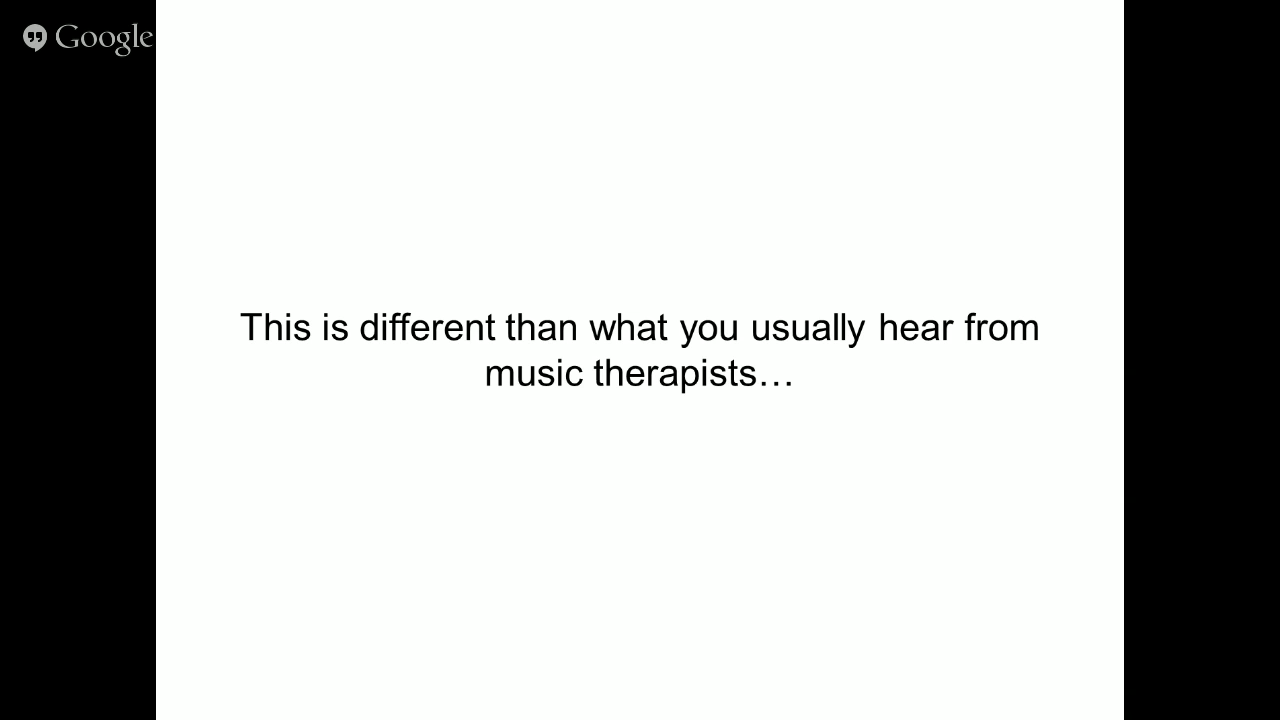 Google
This is different than what you usually hear from
music therapists…